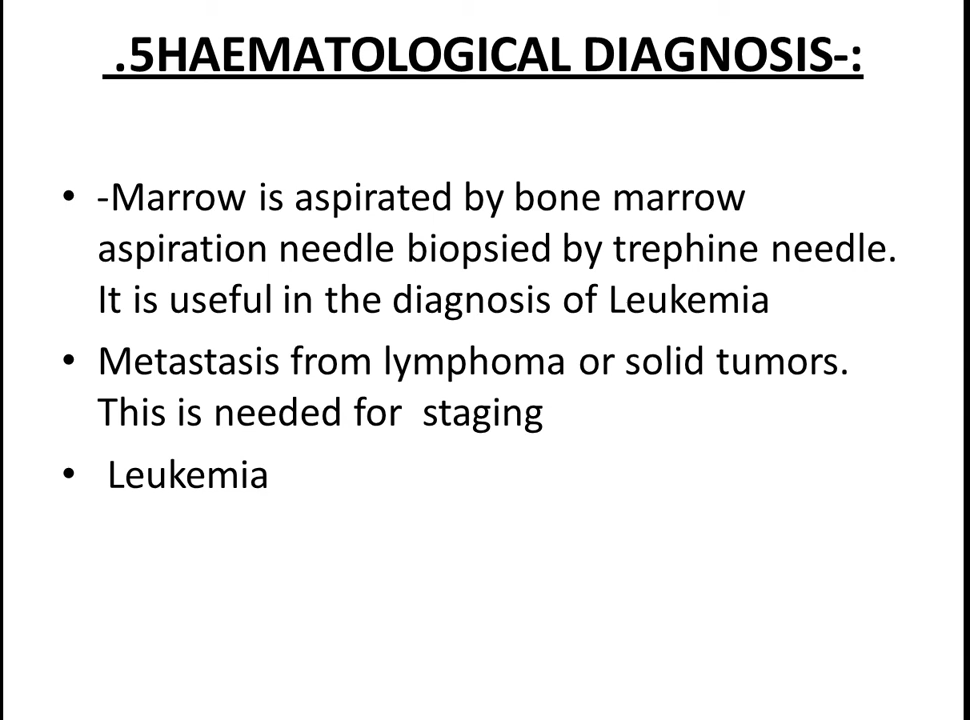 .5HAEMATOLOGICAL DIAGNOSIS-:
• -Marrow is aspirated by bone marrow
aspiration needle biopsied by trephine needle.
It is useful in the diagnosis of Leukemia
• Metastasis from lymphoma or solid tumors.
This is needed for  staging
• Leukemia